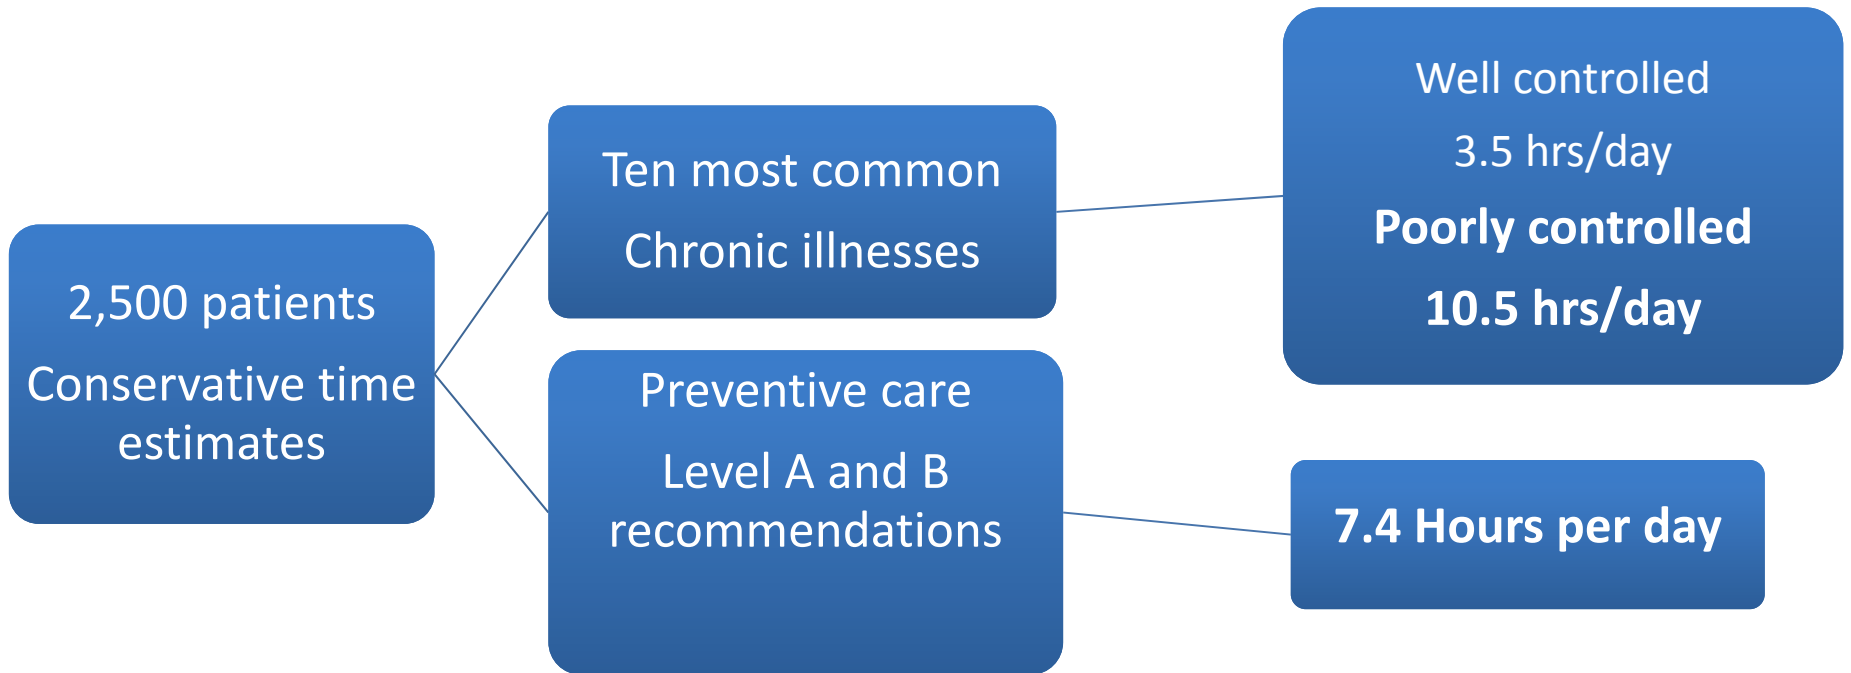 2,500 patients
Conservative time
estimates
Ten most common
Chronic illnesses
Well controlled
3.5 hrs/day
Poorly controlled
10.5 hrs/day
Preventive care
Level A and B
recommendations
7.4 Hours per day